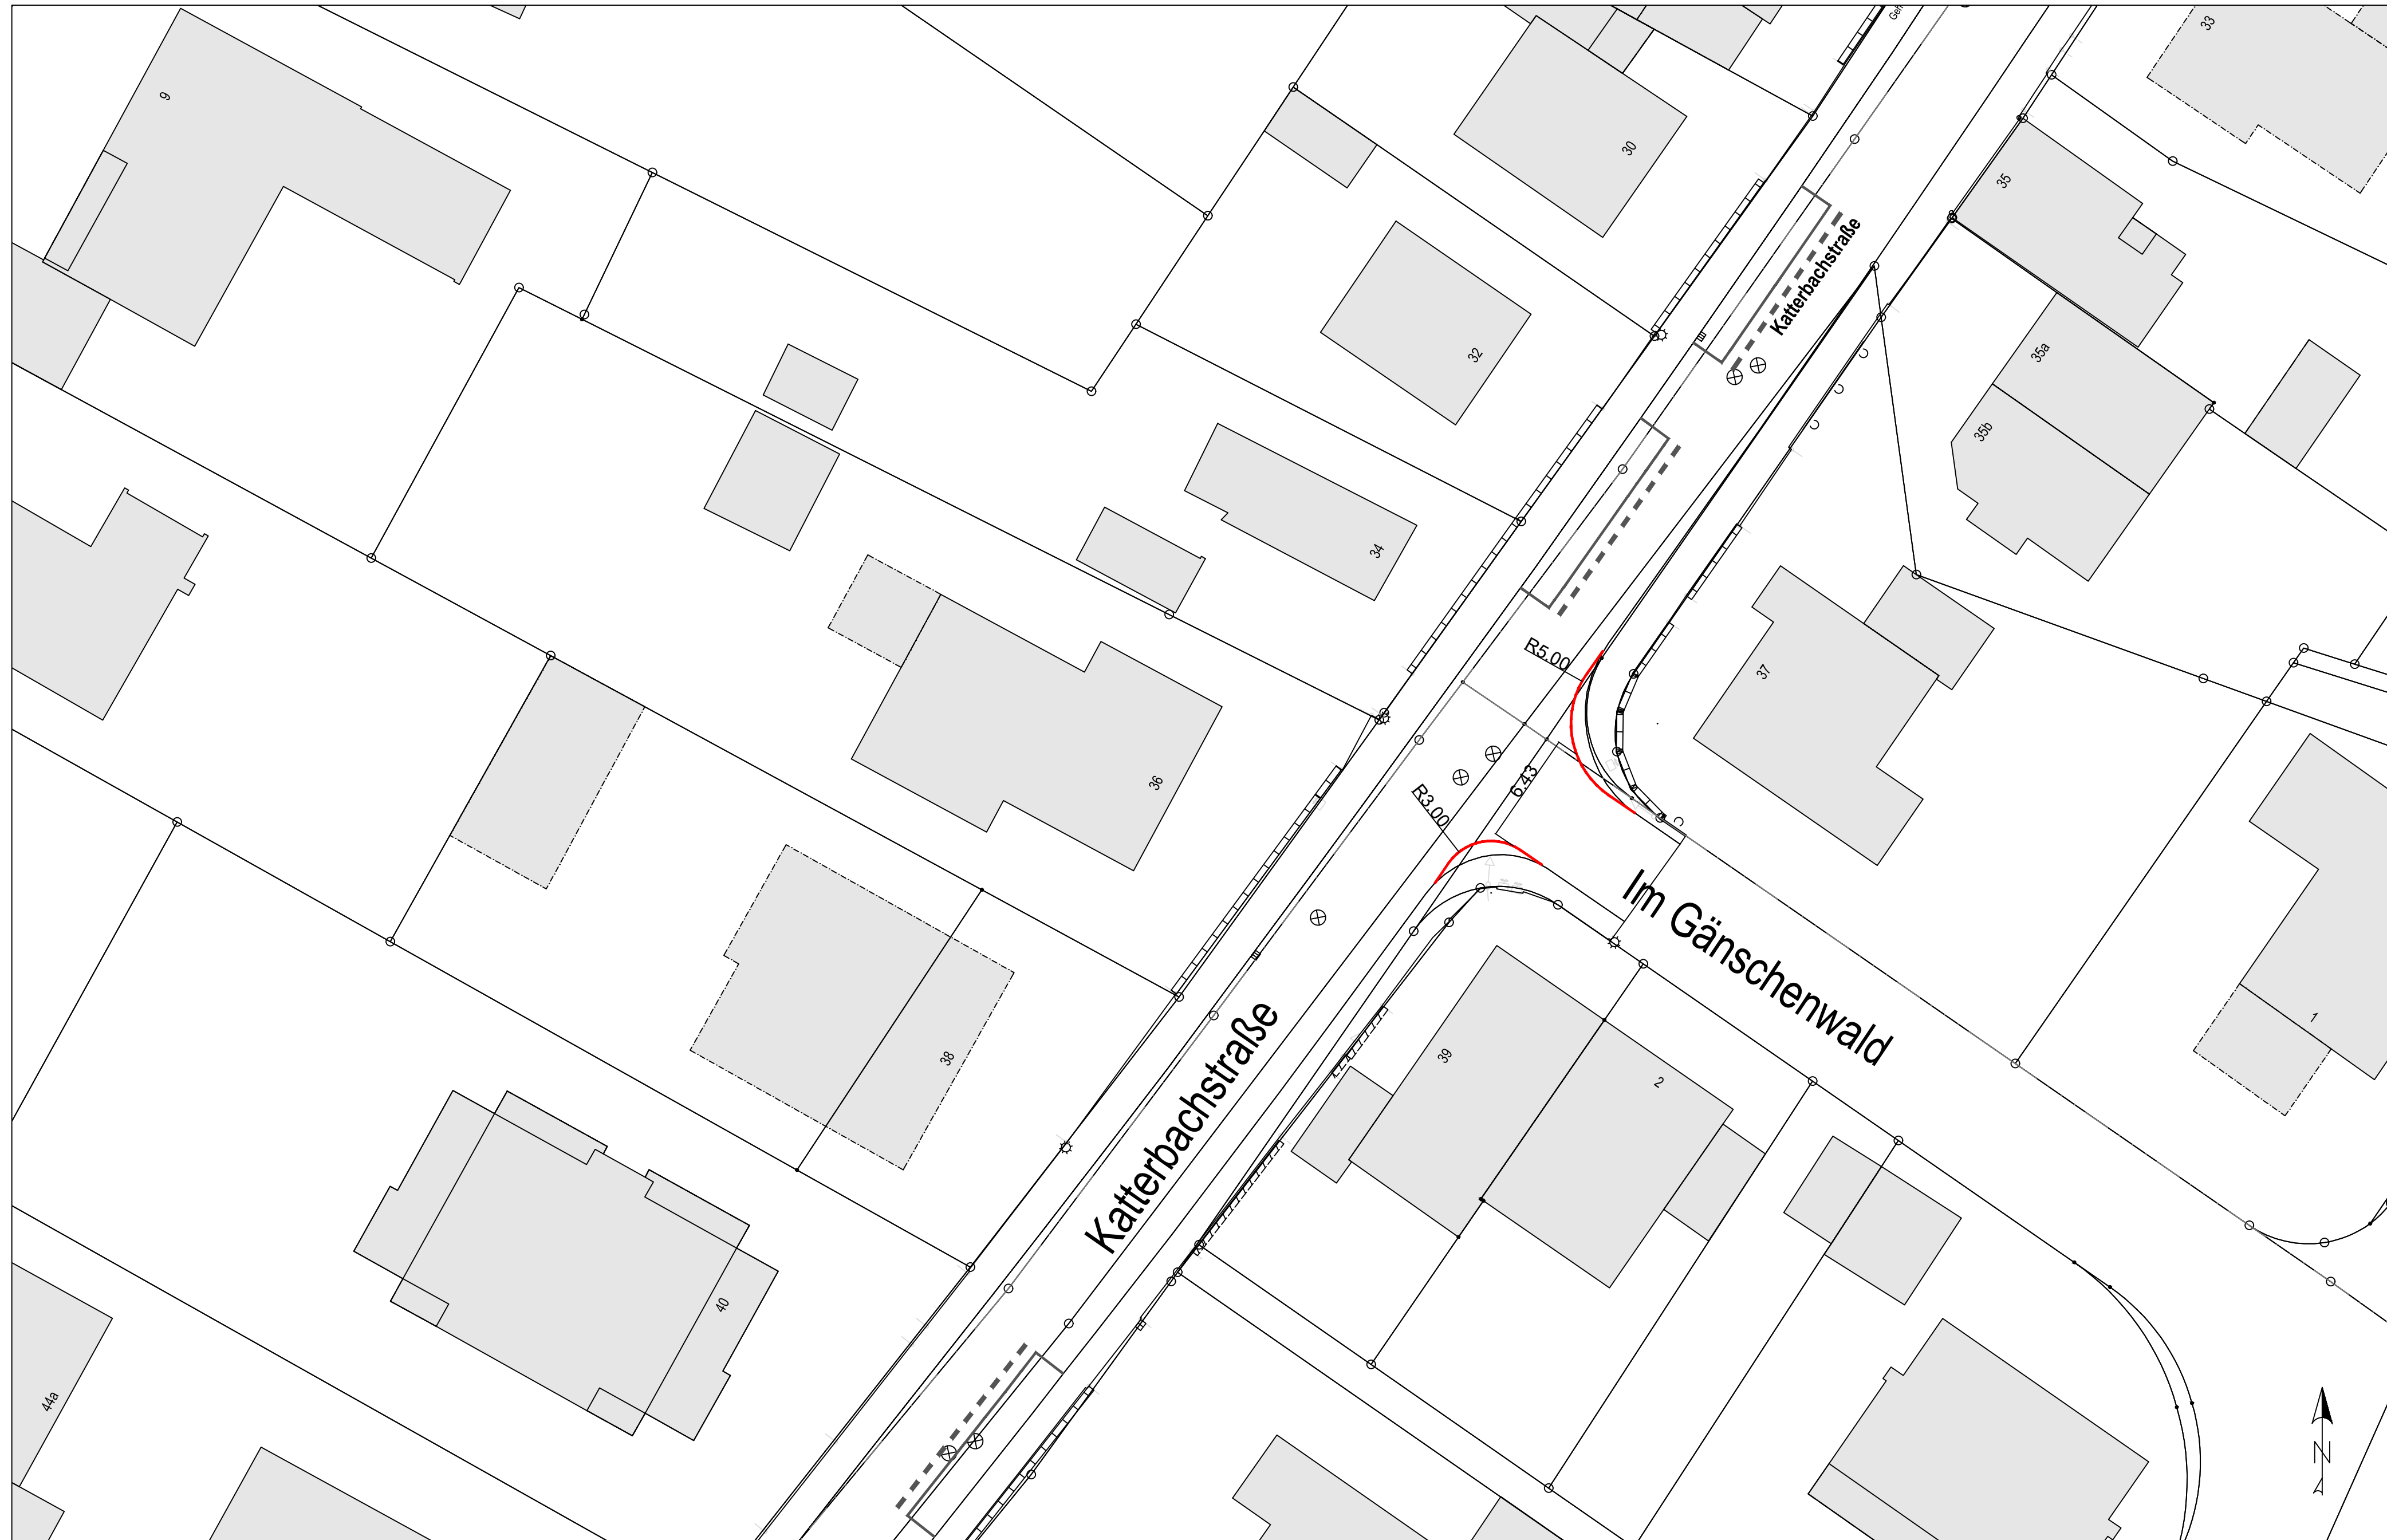 Geh
33
9
30
35
Katterbachstraße
32
35a
35b
34
R5.00
37
36
6.43
R3.00
Im Gänschenwald
1
38
39
2
Katterbachstraße
40
44a
N